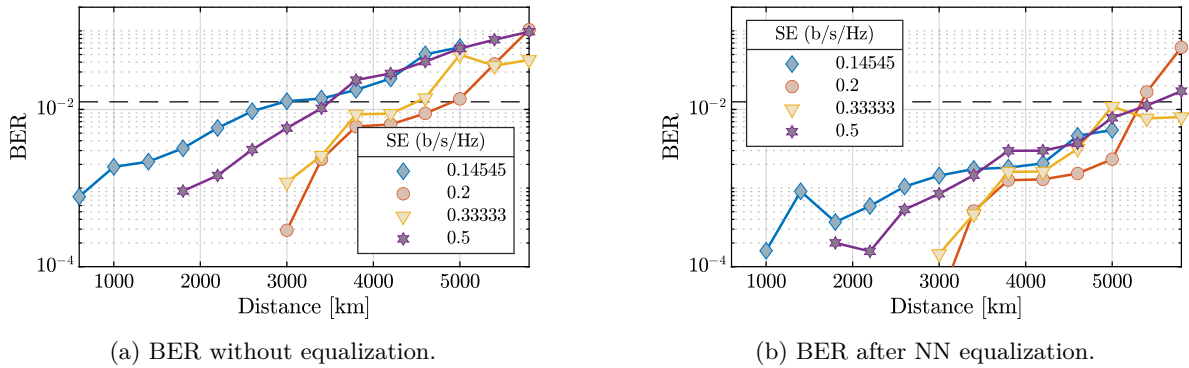 BER
10^−2
10^−4
1000
2000
3000
4000
5000
Distance [km]
SE (b/s/Hz)
0.14545
0.2
0.33333
0.5
(a) BER without equalization.
BER
10^−2
10^−4
1000
2000
3000
4000
5000
Distance [km]
SE (b/s/Hz)
0.14545
0.2
0.33333
0.5
(b) BER after NN equalization.